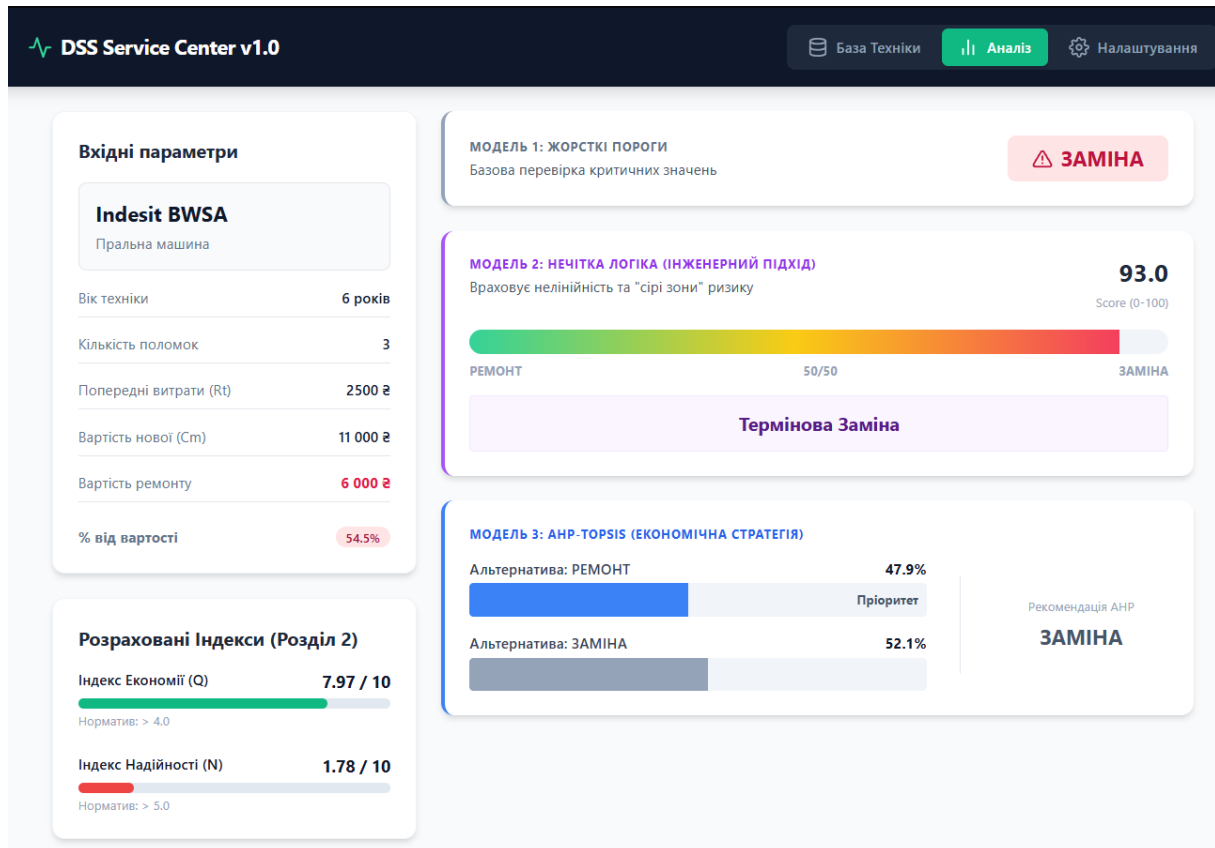 DSS Service Center v1.0
База Техніки
Аналіз
Налаштування
Вхідні параметри
Indesit BWSA
Пральна машина
Вік техніки 6 років
Кількість поломок 3
Попередні витрати (Rt) 2500 ₴
Вартість нової (Cm) 11 000 ₴
Вартість ремонту 6 000 ₴
% від вартості 54.5%
Розраховані Індекси (Розділ 2)
Індекс Економії (Q) 7.97 / 10
Норматив: > 4.0
Індекс Надійності (N) 1.78 / 10
Норматив: > 5.0
МОДЕЛЬ 1: ЖОРСТКІ ПОРОГИ
Базова перевірка критичних значень
ЗАМІНА
МОДЕЛЬ 2: НЕЧІТКА ЛОГІКА (ІНЖЕНЕРНИЙ ПІДХІД)
Враховує нелінійність та "сірі зони" ризику
93.0
Score (0-100)
РЕМОНТ 50/50 ЗАМІНА
Термінова Заміна
МОДЕЛЬ 3: AHP-TOPSIS (ЕКОНОМІЧНА СТРАТЕГІЯ)
Альтернатива: РЕМОНТ 47.9%
Пріоритет
Альтернатива: ЗАМІНА 52.1%
Рекомендація AHP
ЗАМІНА